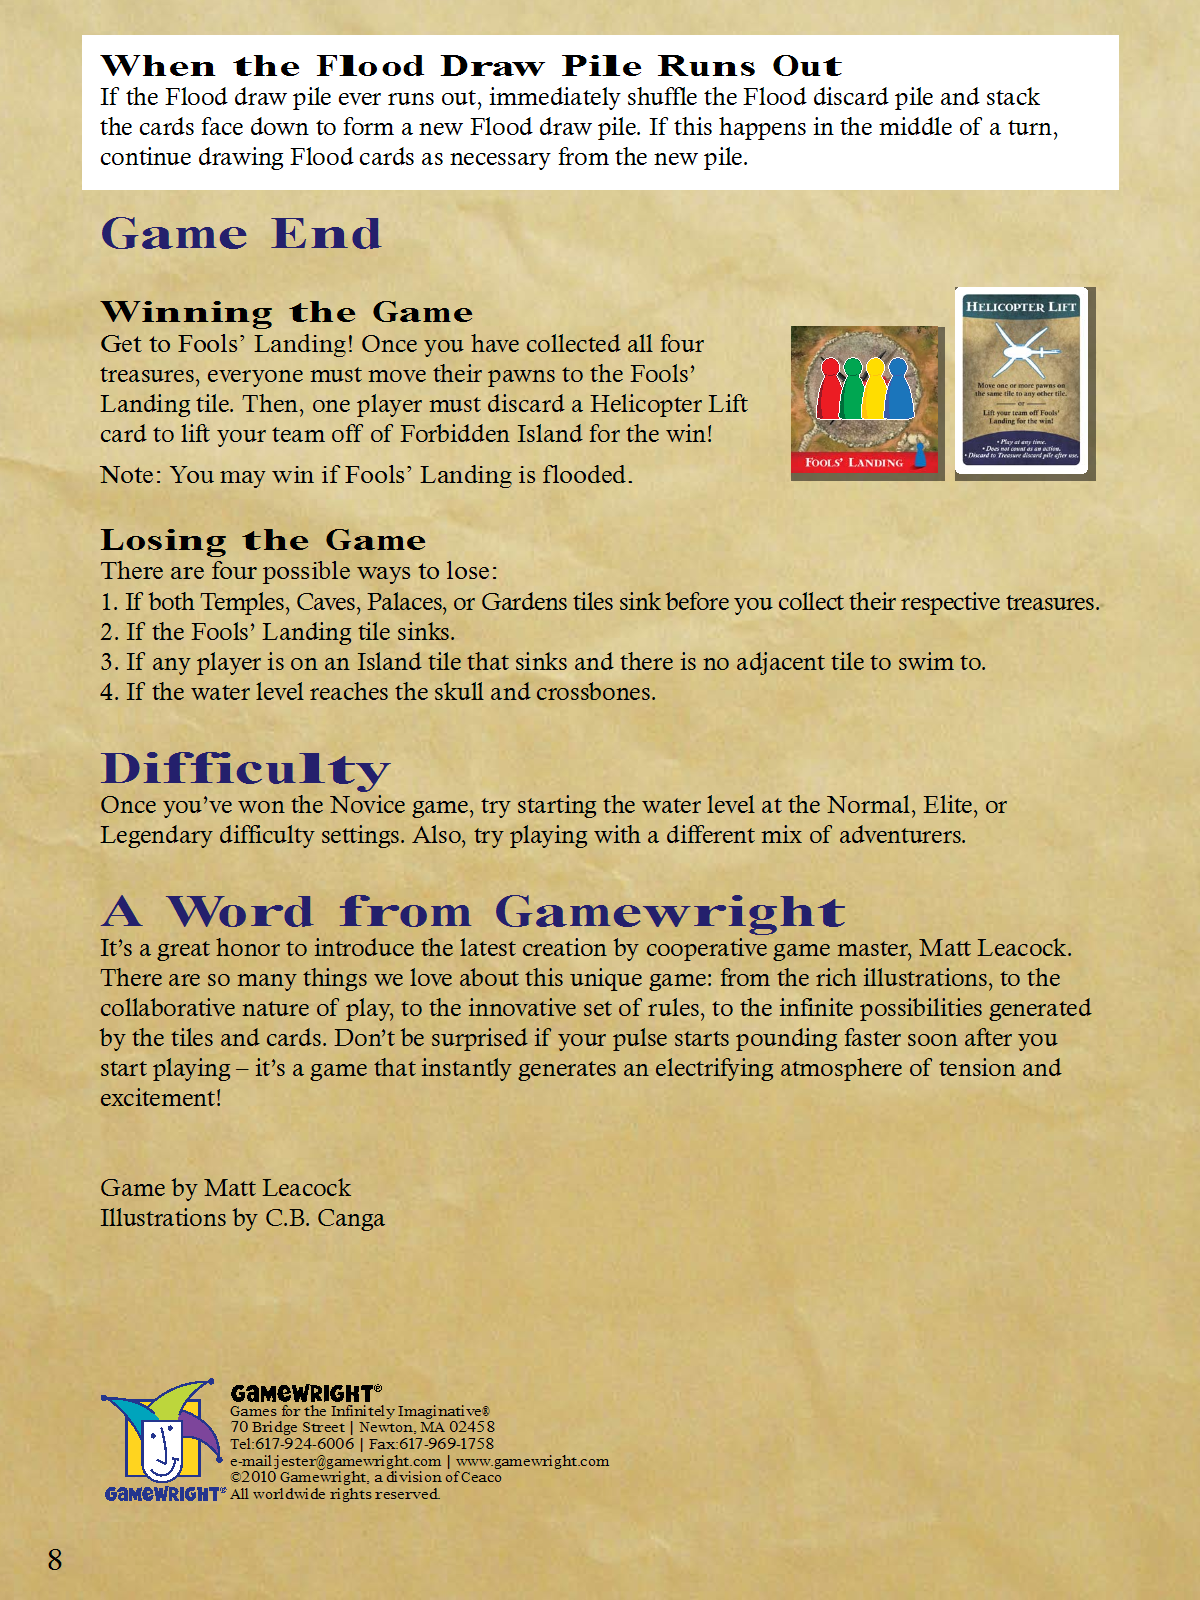 When the Flood Draw Pile Runs Out
If the Flood draw pile ever runs out, immediately shuffle the Flood discard pile and stack
the cards face down to form a new Flood draw pile. If this happens in the middle of a turn,
continue drawing Flood cards as necessary from the new pile.
Game End
Winning the Game
Get to Fools’ Landing! Once you have collected all four
treasures, everyone must move their pawns to the Fools’
Landing tile. Then, one player must discard a Helicopter Lift
card to lift your team off of Forbidden Island for the win!
Note: You may win if Fools’ Landing is flooded.
FOOLS’ LANDING
HELICOPTER LIFT
Move one or more pawns on
the same tile to any other tile.
— or —
Lift your team off Fools’
Landing for the win!
• Play at any time.
• Does not count as an action.
• Discard to Treasure discard pile after use.
Losing the Game
There are four possible ways to lose:
1. If both Temples, Caves, Palaces, or Gardens tiles sink before you collect their respective treasures.
2. If the Fools’ Landing tile sinks.
3. If any player is on an Island tile that sinks and there is no adjacent tile to swim to.
4. If the water level reaches the skull and crossbones.
Difficulty
Once you’ve won the Novice game, try starting the water level at the Normal, Elite, or
Legendary difficulty settings. Also, try playing with a different mix of adventurers.
A Word from Gamewright
It’s a great honor to introduce the latest creation by cooperative game master, Matt Leacock.
There are so many things we love about this unique game: from the rich illustrations, to the
collaborative nature of play, to the innovative set of rules, to the infinite possibilities generated
by the tiles and cards. Don’t be surprised if your pulse starts pounding faster soon after you
start playing – it’s a game that instantly generates an electrifying atmosphere of tension and
excitement!
Game by Matt Leacock
Illustrations by C.B. Canga
GAMEWRIGHT®
Games for the Infinitely Imaginative®
70 Bridge Street | Newton, MA 02458
Tel:617-924-6006 | Fax:617-969-1758
e-mail jester@gamewright.com | www.gamewright.com
©2010 Gamewright, a division of Ceaco
All worldwide rights reserved.
GAMEWRIGHT®
8